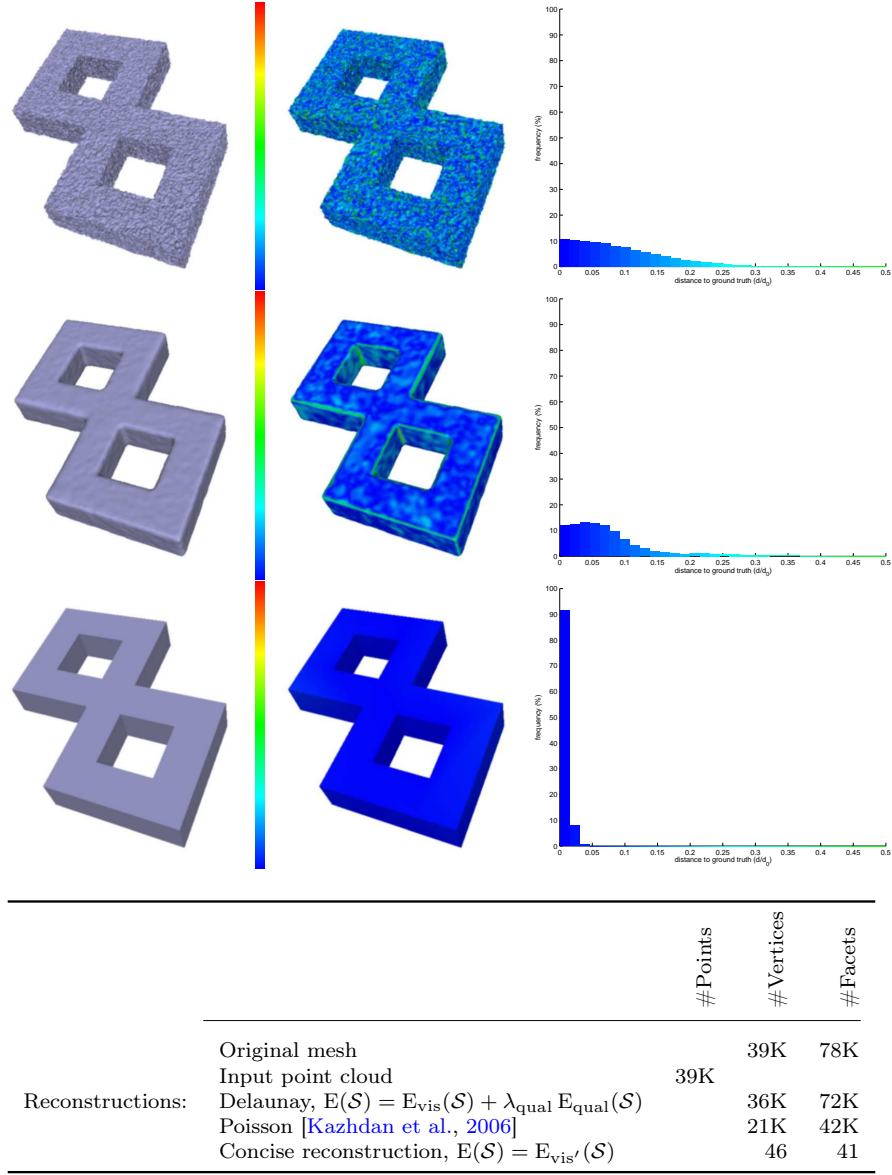 100
90
80
70
60
50
40
30
20
10
0
frequency (%)
0 0.05 0.1 0.15 0.2 0.25 0.3 0.35 0.4 0.45 0.5
distance to ground truth (d/d₀)
100
90
80
70
60
50
40
30
20
10
0
frequency (%)
0 0.05 0.1 0.15 0.2 0.25 0.3 0.35 0.4 0.45 0.5
distance to ground truth (d/d₀)
100
90
80
70
60
50
40
30
20
10
0
frequency (%)
0 0.05 0.1 0.15 0.2 0.25 0.3 0.35 0.4 0.45 0.5
distance to ground truth (d/d₀)
#Points #Vertices #Facets
Original mesh 39K 78K
Input point cloud 39K
Reconstructions: Delaunay, E(𝒮) = E_vis(𝒮) + λ_qual E_qual(𝒮) 36K 72K
Poisson [Kazhdan et al., 2006] 21K 42K
Concise reconstruction, E(𝒮) = E_vis′(𝒮) 46 41